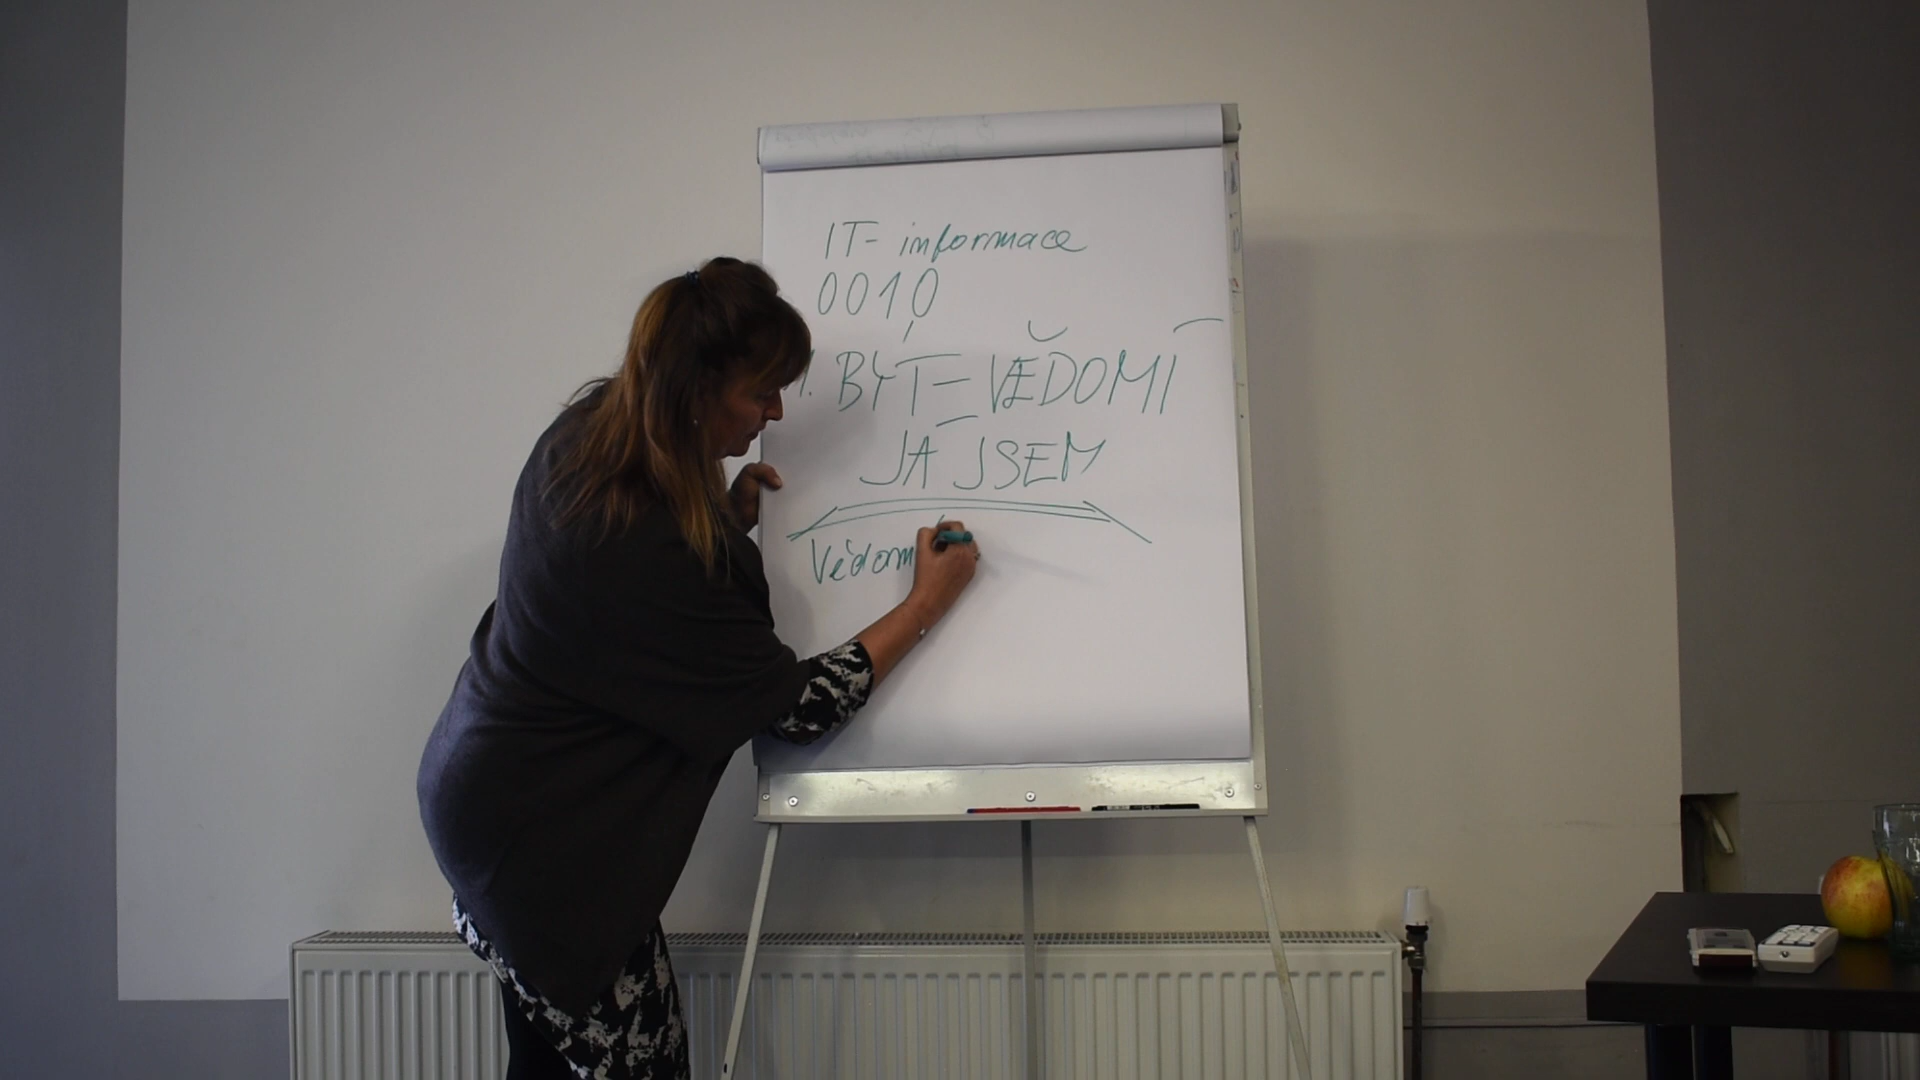 IT- informace
0010
1. BÝT - VĚDOMÍ
JÁ JSEM
Vědom